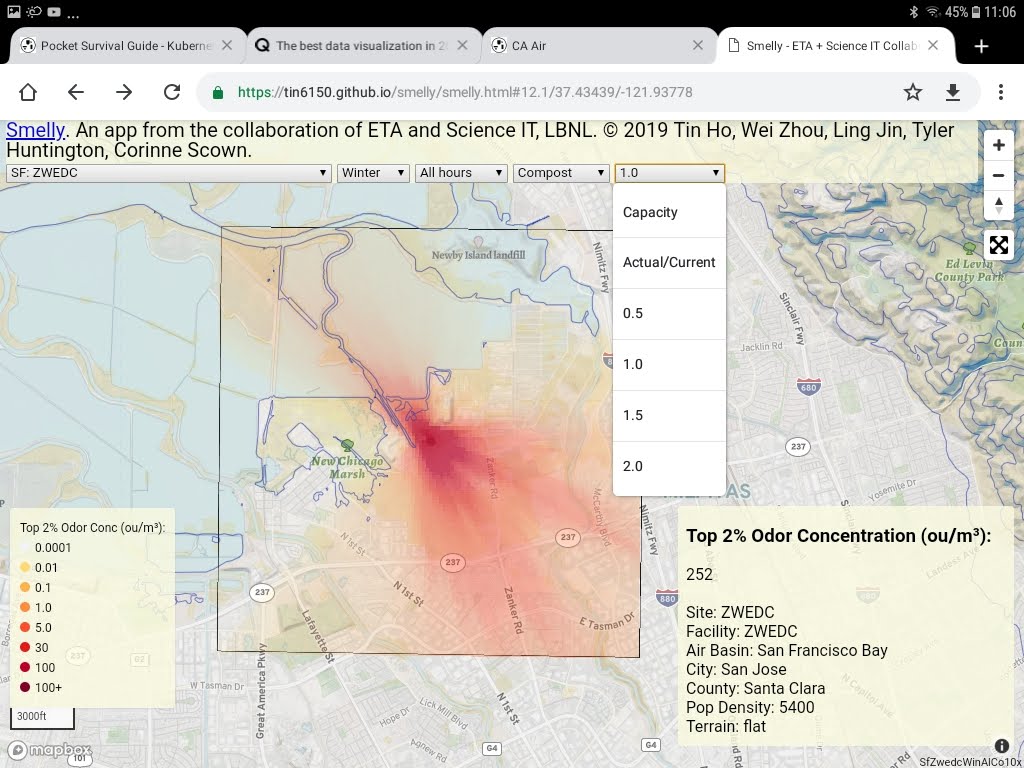 ...
45% 11:06
Pocket Survival Guide - Kuberne
The best data visualization in 2
CA Air
Smelly - ETA + Science IT Collab
https://tin6150.github.io/smelly/smelly.html#12.1/37.43439/-121.93778
Smelly. An app from the collaboration of ETA and Science IT, LBNL. © 2019 Tin Ho, Wei Zhou, Ling Jin, Tyler
Huntington, Corinne Scown.
SF: ZWEDC
Winter
All hours
Compost
1.0
Capacity
Actual/Current
0.5
1.0
1.5
2.0
Newby Island landfill
Nimitz Fwy
Sinclair Fwy
Ed Levin
County Park
Coun
Jacklin Rd
680
237
Yosemite Dr
New Chicago
Marsh
Zanker Rd
McCarthy Blvd
Nimitz Fwy
237
237
237
N 1st St
N 1st St
Zanker Rd
E Tasman Dr
880
880
Lafayette St
Great America Pkwy
W Tasman Dr
237
G2
Hope Dr
Lick Mill Blvd
Agnew Rd
N 1st St
G4
G4
101
Landess Ave
N Capitol Ave
Top 2% Odor Conc (ou/m³):
0.0001
0.01
0.1
1.0
5.0
30
100
100+
3000ft
mapbox
Top 2% Odor Concentration (ou/m³):
252
Site: ZWEDC
Facility: ZWEDC
Air Basin: San Francisco Bay
City: San Jose
County: Santa Clara
Pop Density: 5400
Terrain: flat
SfZwedcWinAlCo10x